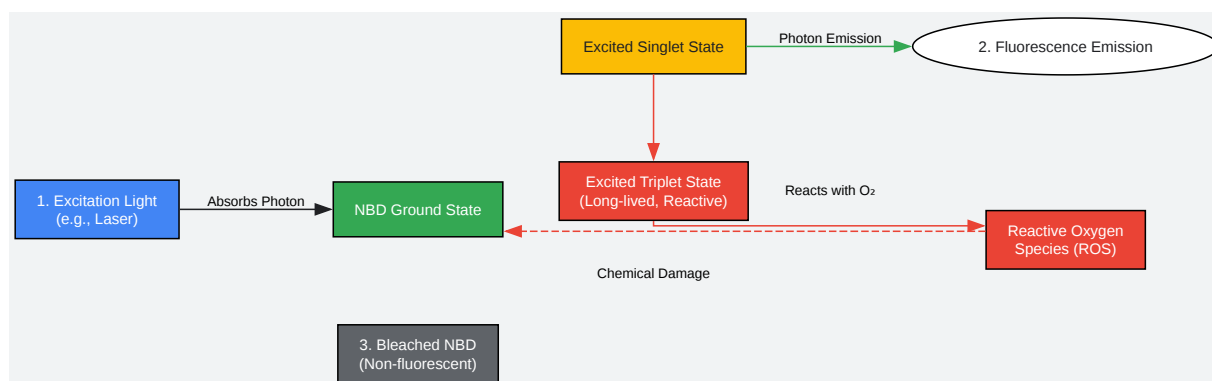 Excited Singlet State
Photon Emission
2. Fluorescence Emission
1. Excitation Light
(e.g., Laser)
Absorbs Photon
NBD Ground State
Excited Triplet State
(Long-lived, Reactive)
Reacts with O₂
Reactive Oxygen
Species (ROS)
Chemical Damage
3. Bleached NBD
(Non-fluorescent)